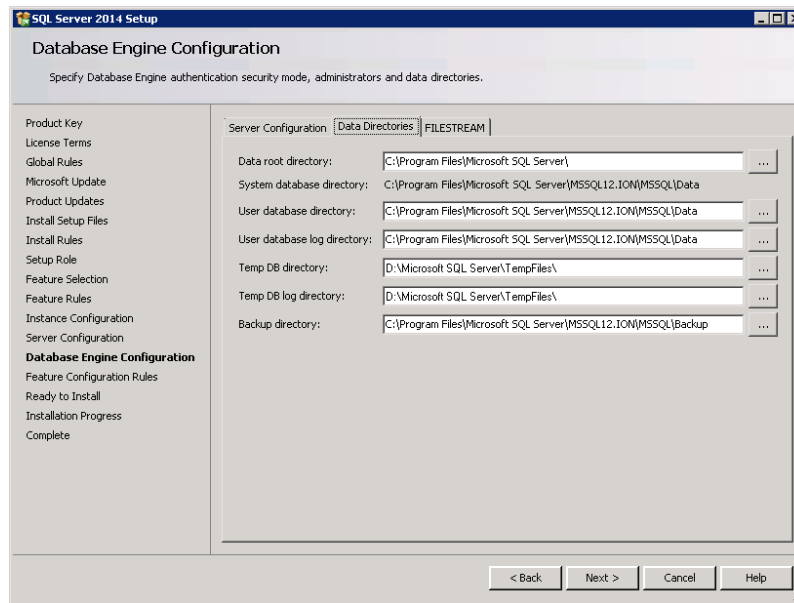 SQL Server 2014 Setup
Database Engine Configuration
Specify Database Engine authentication security mode, administrators and data directories.
Product Key
License Terms
Global Rules
Microsoft Update
Product Updates
Install Setup Files
Install Rules
Setup Role
Feature Selection
Feature Rules
Instance Configuration
Server Configuration
Database Engine Configuration
Feature Configuration Rules
Ready to Install
Installation Progress
Complete
Server Configuration Data Directories FILESTREAM
Data root directory: C:\Program Files\Microsoft SQL Server\ ...
System database directory: C:\Program Files\Microsoft SQL Server\MSSQL12.ION\MSSQL\Data
User database directory: C:\Program Files\Microsoft SQL Server\MSSQL12.ION\MSSQL\Data ...
User database log directory: C:\Program Files\Microsoft SQL Server\MSSQL12.ION\MSSQL\Data ...
Temp DB directory: D:\Microsoft SQL Server\TempFiles\ ...
Temp DB log directory: D:\Microsoft SQL Server\TempFiles\ ...
Backup directory: C:\Program Files\Microsoft SQL Server\MSSQL12.ION\MSSQL\Backup ...
< Back Next > Cancel Help